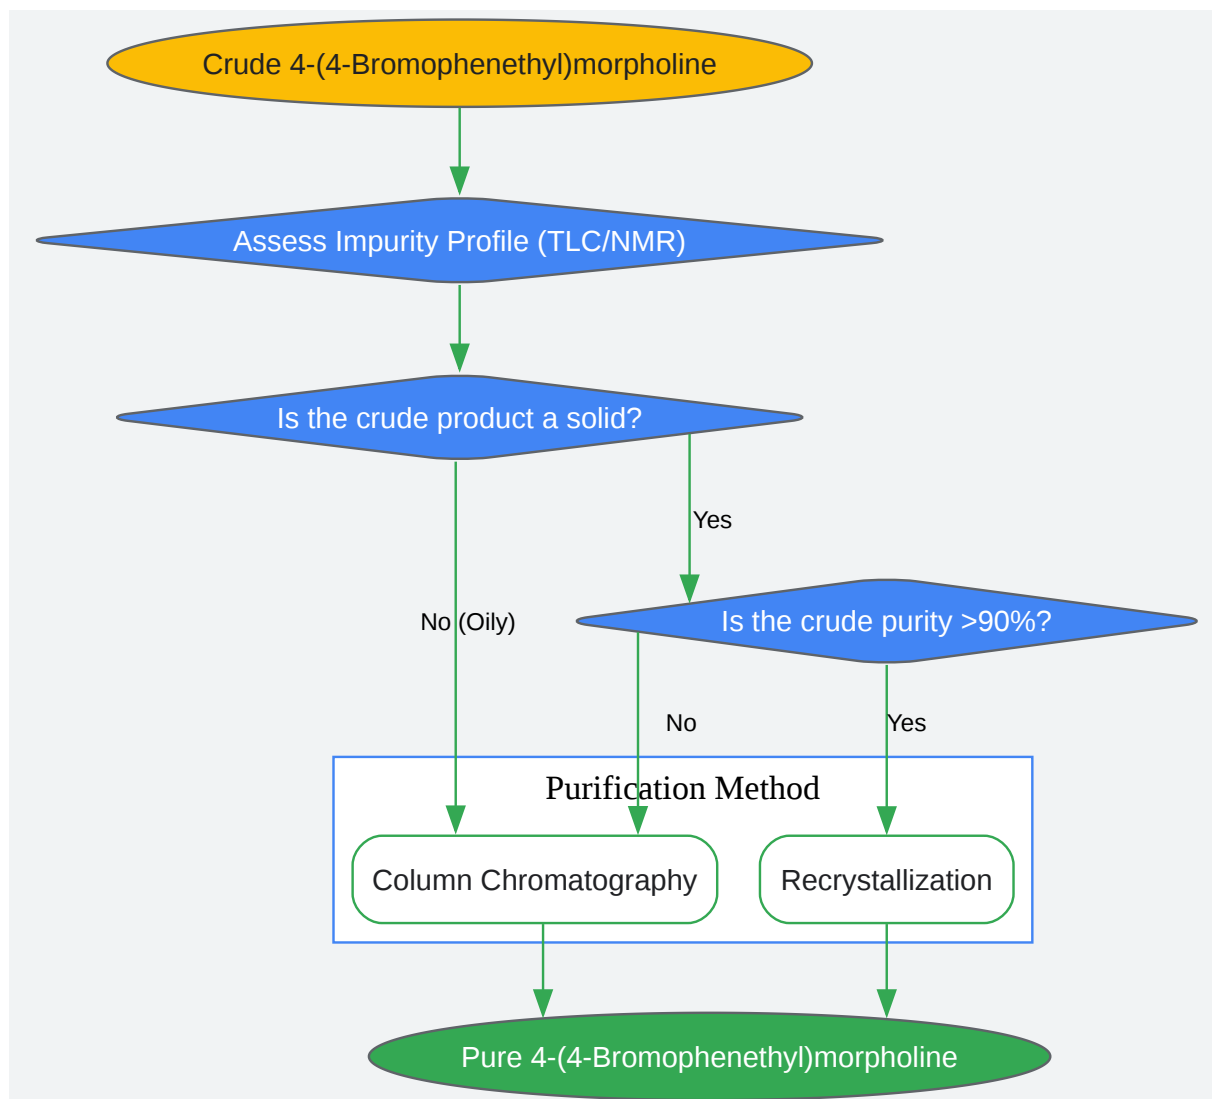 Crude 4-(4-Bromophenethyl)morpholine
Assess Impurity Profile (TLC/NMR)
Is the crude product a solid?
Yes
No (Oily)
Is the crude purity >90%?
No
Yes
Purification Method
Column Chromatography
Recrystallization
Pure 4-(4-Bromophenethyl)morpholine